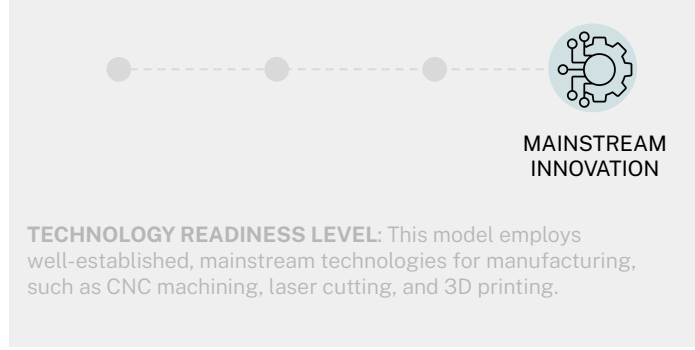 MAINSTREAM
INNOVATION
TECHNOLOGY READINESS LEVEL: This model employs
well-established, mainstream technologies for manufacturing,
such as CNC machining, laser cutting, and 3D printing.